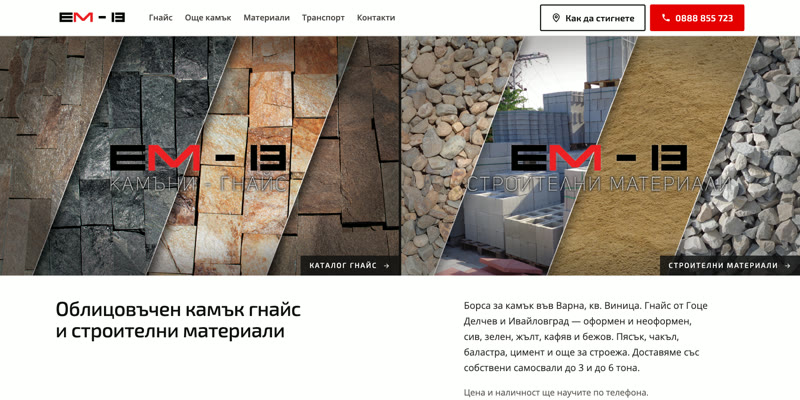 ЕМ - 13
Гнайс
Още камък
Материали
Транспорт
Контакти
Как да стигнете
0888 855 723
ЕМ - 13
КАМЪНИ - ГНАЙС
КАТАЛОГ ГНАЙС →
ЕМ - 13
СТРОИТЕЛНИ МАТЕРИАЛИ
СТРОИТЕЛНИ МАТЕРИАЛИ →
Облицовъчен камък гнайс
и строителни материали
Борса за камък във Варна, кв. Виница. Гнайс от Гоце
Делчев и Ивайловград — оформен и неоформен,
сив, зелен, жълт, кафяв и бежов. Пясък, чакъл,
баластра, цимент и още за строежа. Доставяме със
собствени самосвали до 3 и до 6 тона.
Цена и наличност ще научите по телефона.